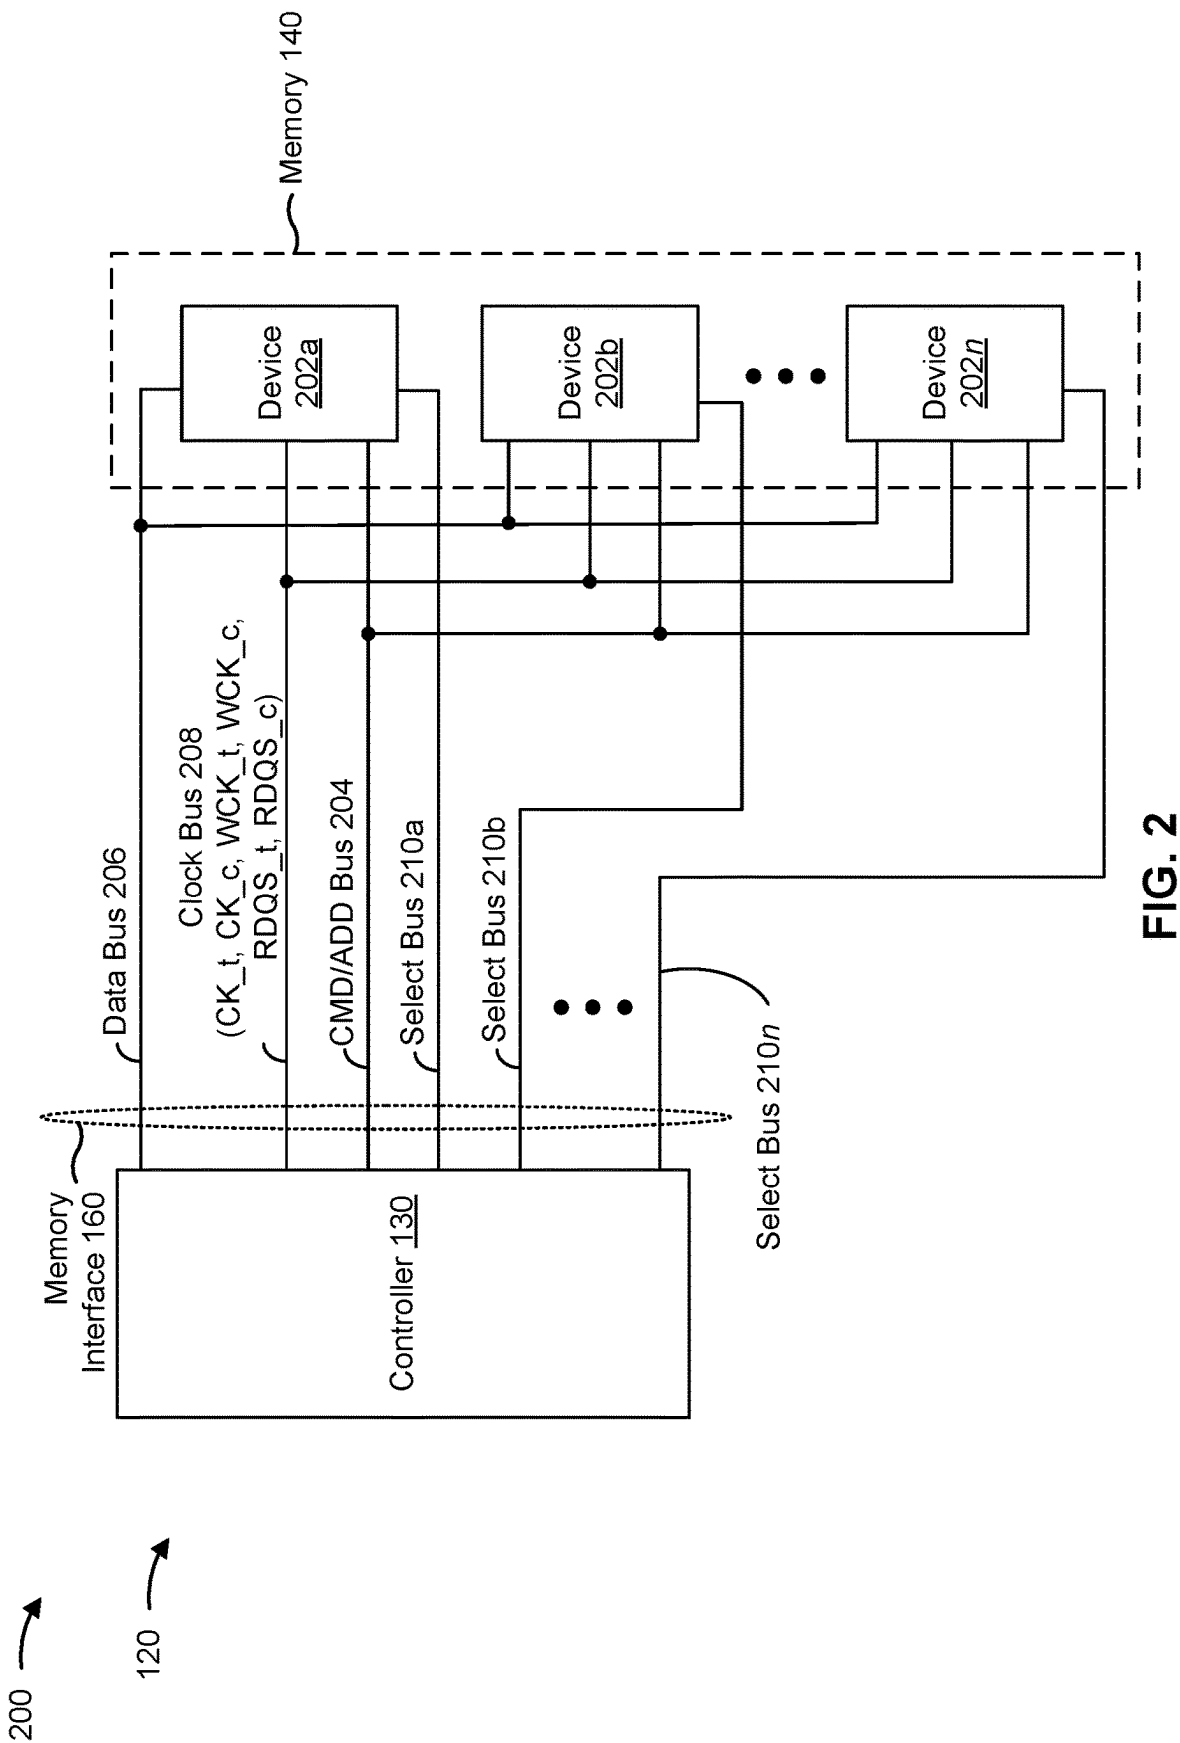 200
120
Memory
Interface 160
Controller 130
Data Bus 206
Clock Bus 208
(CK_t, CK_c, WCK_t, WCK_c,
RDQS_t, RDQS_c)
CMD/ADD Bus 204
Select Bus 210a
Select Bus 210b
Select Bus 210n
Memory 140
Device
202a
Device
202b
Device
202n
FIG. 2